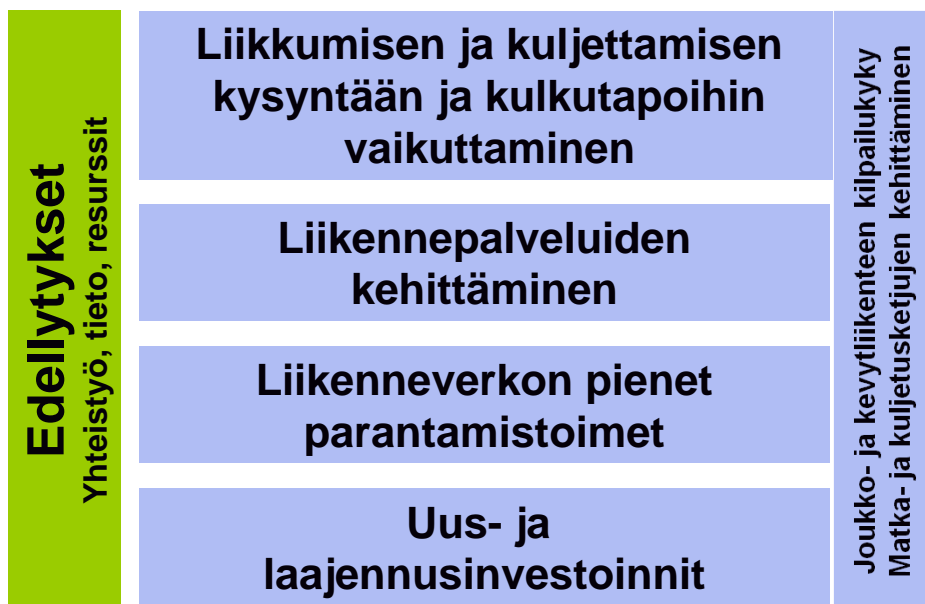 Edellytykset
Yhteistyö, tieto, resurssit
Liikkumisen ja kuljettamisen
kysyntään ja kulkutapoihin
vaikuttaminen
Liikennepalveluiden
kehittäminen
Liikenneverkon pienet
parantamistoimet
Uus- ja
laajennusinvestoinnit
Joukko- ja kevytliikenteen kilpailukyky
Matka- ja kuljetusketjujen kehittäminen